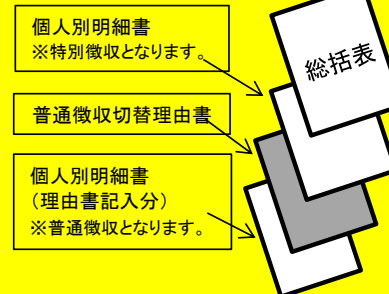 個人別明細書
※特別徴収となります。
総括表
普通徴収切替理由書
個人別明細書
(理由書記入分)
※普通徴収となります。